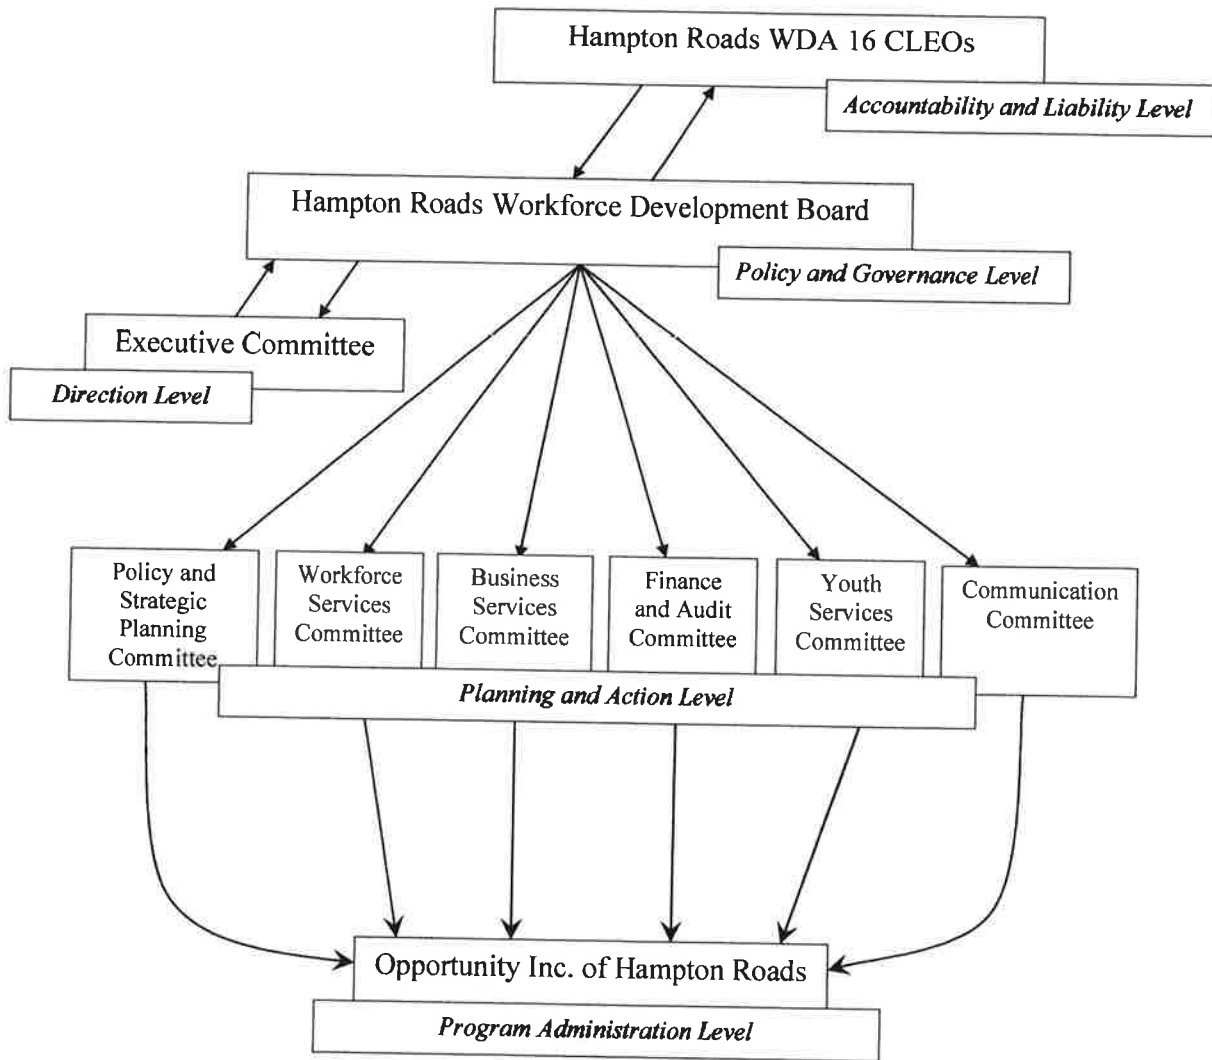 Hampton Roads WDA 16 CLEOs
Accountability and Liability Level
Hampton Roads Workforce Development Board
Policy and Governance Level
Executive Committee
Direction Level
Policy and
Strategic
Planning
Committee
Workforce
Services
Committee
Business
Services
Committee
Finance
and Audit
Committee
Youth
Services
Committee
Communication
Committee
Planning and Action Level
Opportunity Inc. of Hampton Roads
Program Administration Level